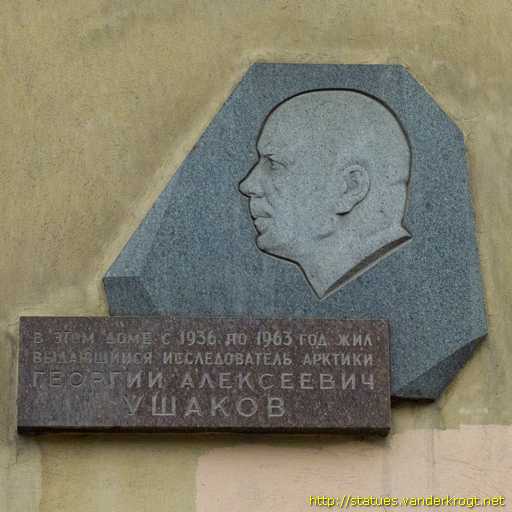 В ЭТОМ ДОМЕ С 1936 ПО 1963 ГОД ЖИЛ
ВЫДАЮЩИЙСЯ ИССЛЕДОВАТЕЛЬ АРКТИКИ
ГЕОРГИЙ АЛЕКСЕЕВИЧ
УШАКОВ
http://statues.vanderkrogt.net